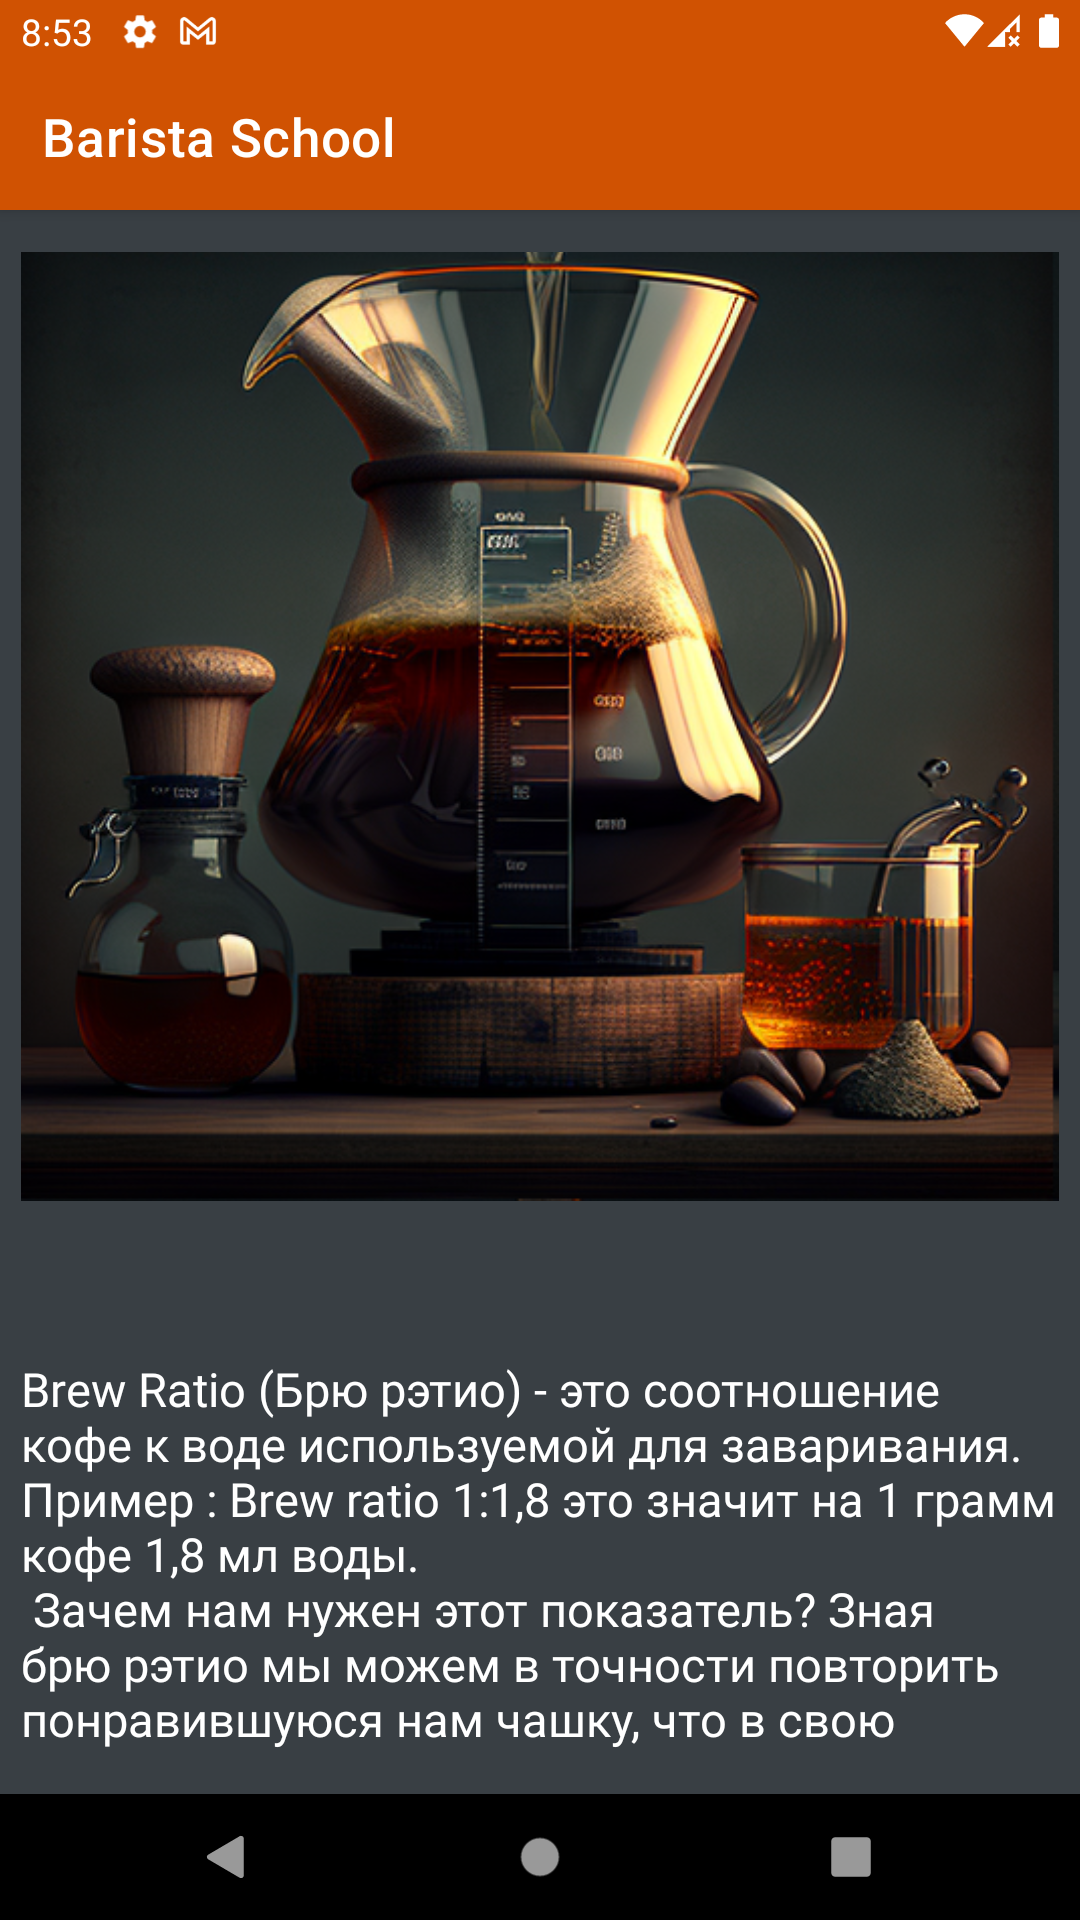 8:53
Barista School
Brew Ratio (Брю рэтио) - это соотношение
кофе к воде используемой для заваривания.
Пример : Brew ratio 1:1,8 это значит на 1 грамм
кофе 1,8 мл воды.
Зачем нам нужен этот показатель? Зная
брю рэтио мы можем в точности повторить
понравившуюся нам чашку, что в свою